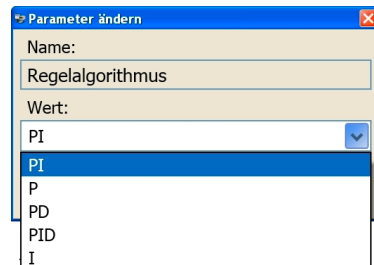 Parameter ändern
Name:
Regelalgorithmus
Wert:
PI
PI
P
PD
PID
I